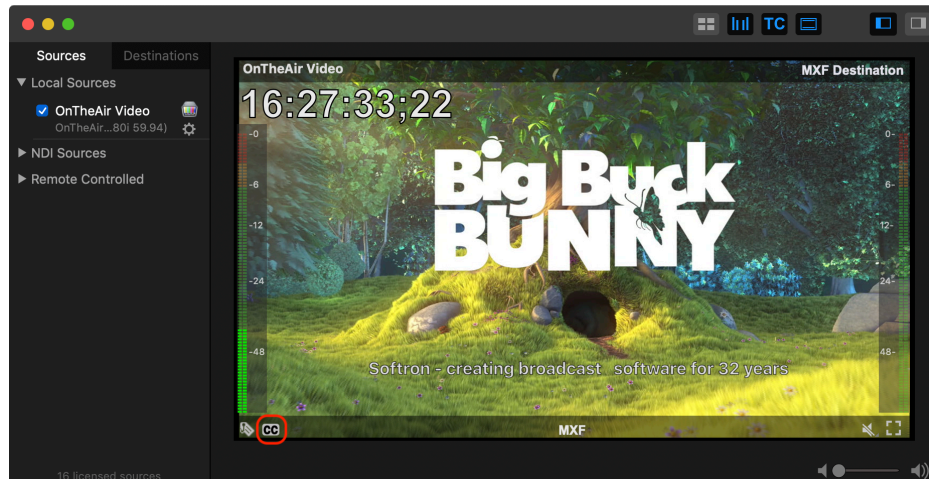 TC
Sources Destinations
Local Sources
OnTheAir Video
OnTheAir...80i 59.94)
NDI Sources
Remote Controlled
16 licensed sources
OnTheAir Video MXF Destination
16:27:33;22
-0 0-
-6 6-
-12 12-
-24 24-
-48 48-
Big Buck
BUNNY
Softron - creating broadcast software for 32 years
CC MXF